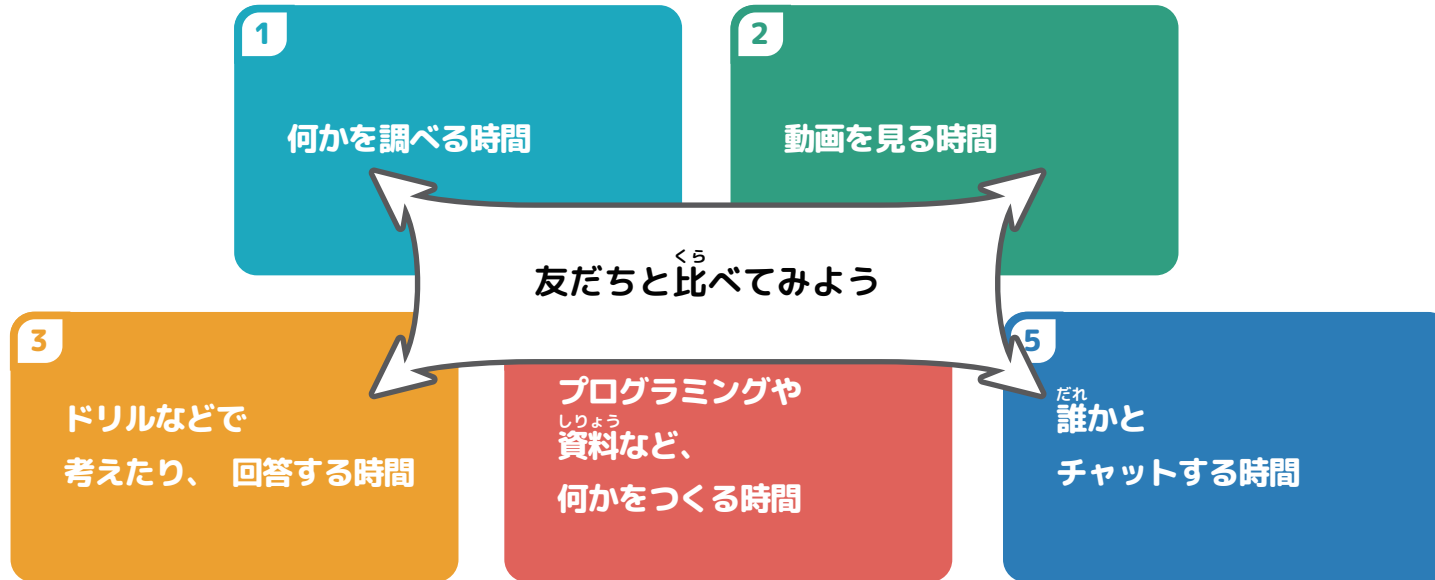 1
何かを調べる時間
2
動画を見る時間
くら
友だちと比べてみよう
3
ドリルなどで
考えたり、 回答する時間
プログラミングや
しりょう
資料など、
何かをつくる時間
5
だれ
誰かと
チャットする時間